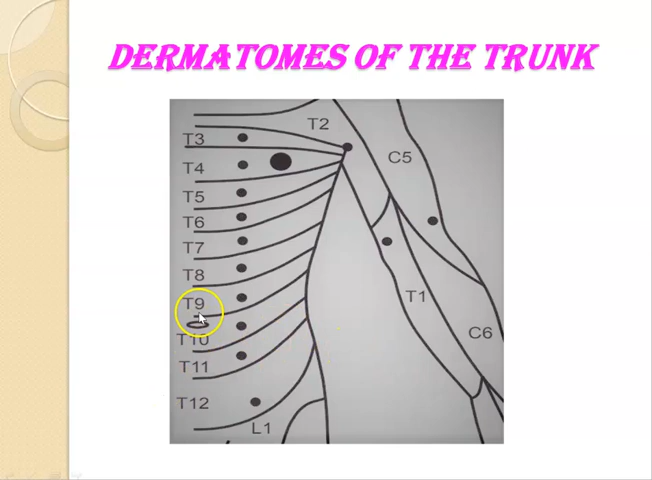 DERMATOMES OF THE TRUNK
T2
T3
C5
T4
T5
T6
T7
T8
T9
T1
C6
T10
T11
T12
L1